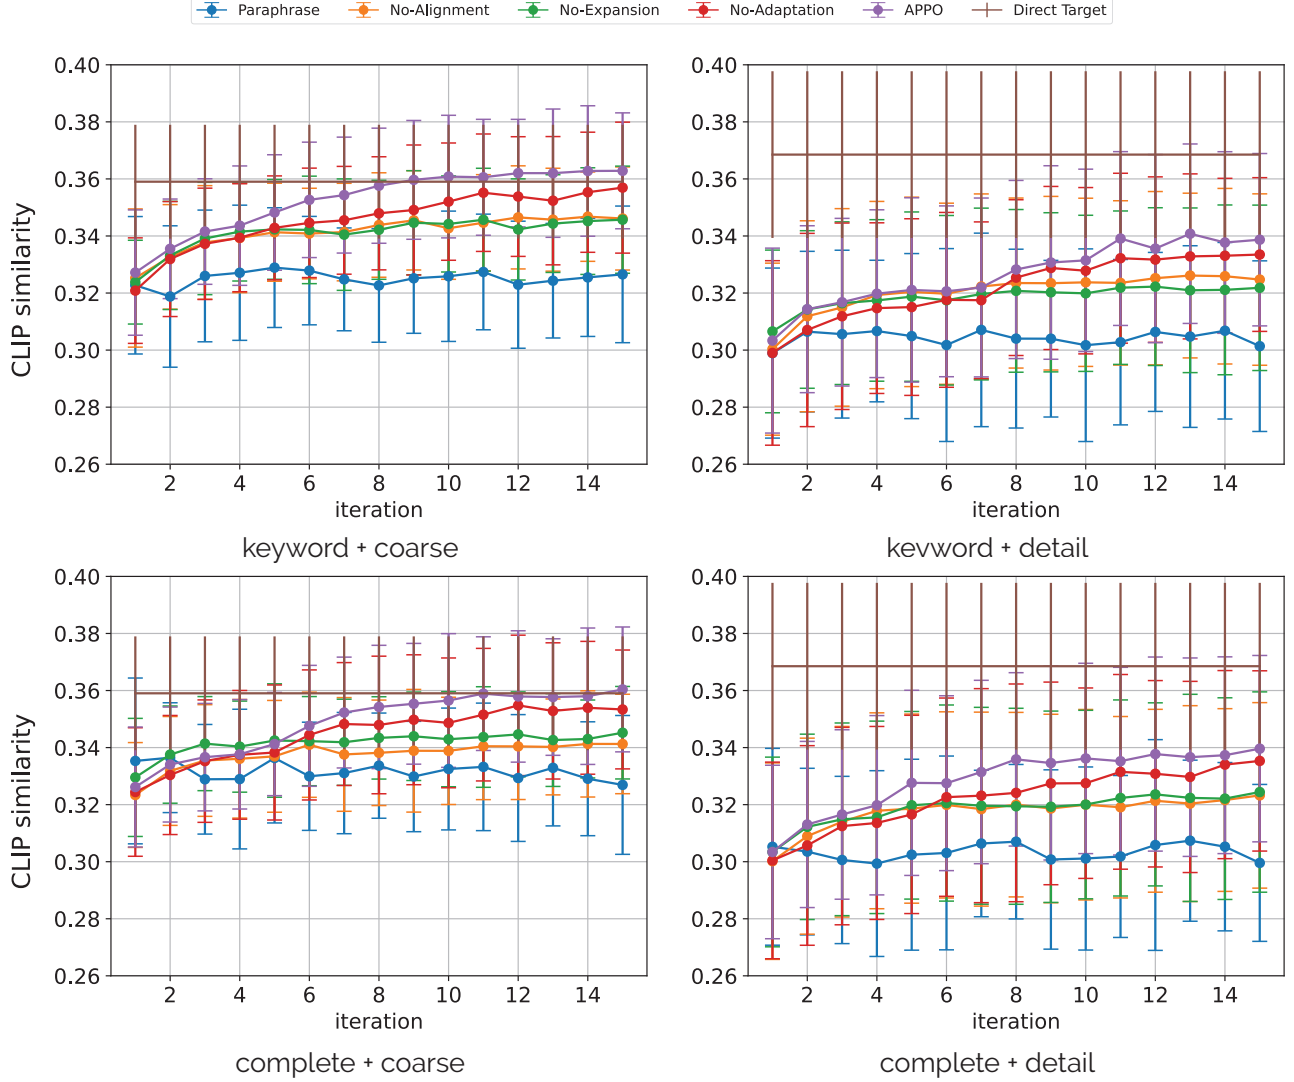 Paraphrase No-Alignment No-Expansion No-Adaptation APPO Direct Target
0.40
0.38
0.36
0.34
0.32
0.30
0.28
0.26
CLIP similarity
2 4 6 8 10 12 14
iteration
keyword + coarse
0.40
0.38
0.36
0.34
0.32
0.30
0.28
0.26
2 4 6 8 10 12 14
iteration
kevword + detail
0.40
0.38
0.36
0.34
0.32
0.30
0.28
0.26
CLIP similarity
2 4 6 8 10 12 14
iteration
complete + coarse
0.40
0.38
0.36
0.34
0.32
0.30
0.28
0.26
2 4 6 8 10 12 14
iteration
complete + detail